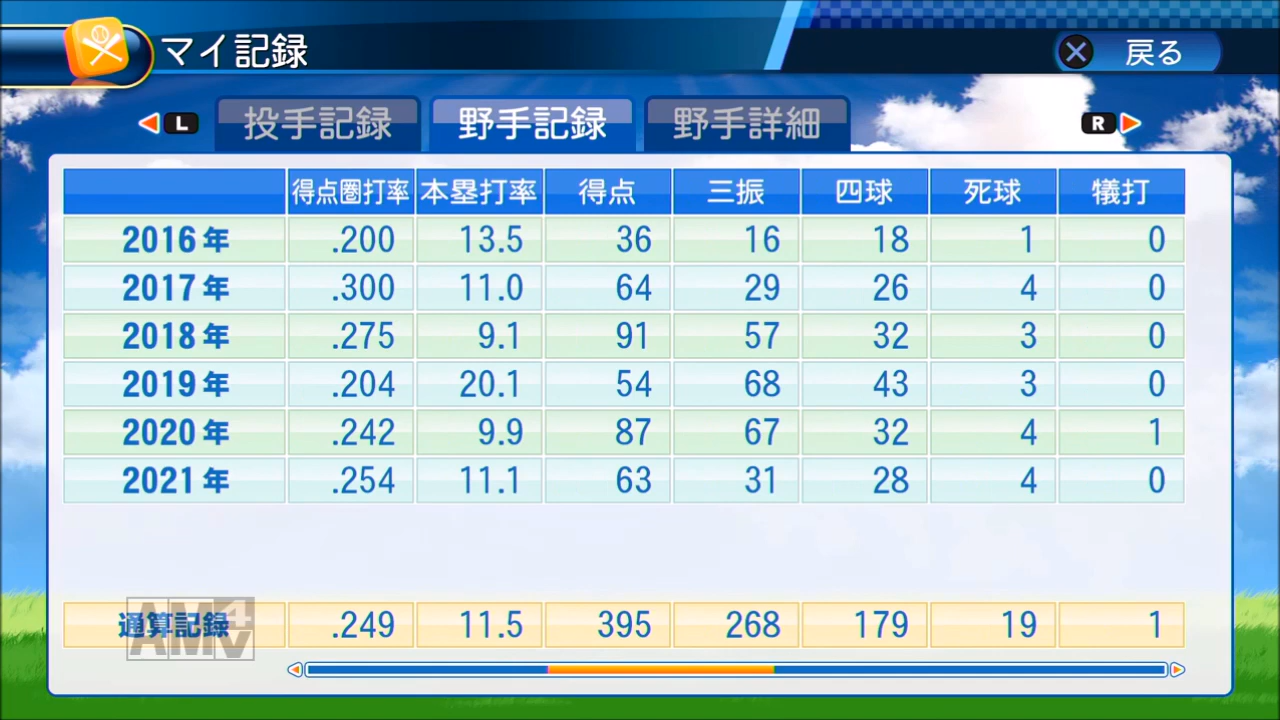 マイ記録
戻る
L 投手記録 野手記録 野手詳細 R
得点圏打率 本塁打率 得点 三振 四球 死球 犠打
2016年 .200 13.5 36 16 18 1 0
2017年 .300 11.0 64 29 26 4 0
2018年 .275 9.1 91 57 32 3 0
2019年 .204 20.1 54 68 43 3 0
2020年 .242 9.9 87 67 32 4 1
2021年 .254 11.1 63 31 28 4 0
通算記録 .249 11.5 395 268 179 19 1
AMV4